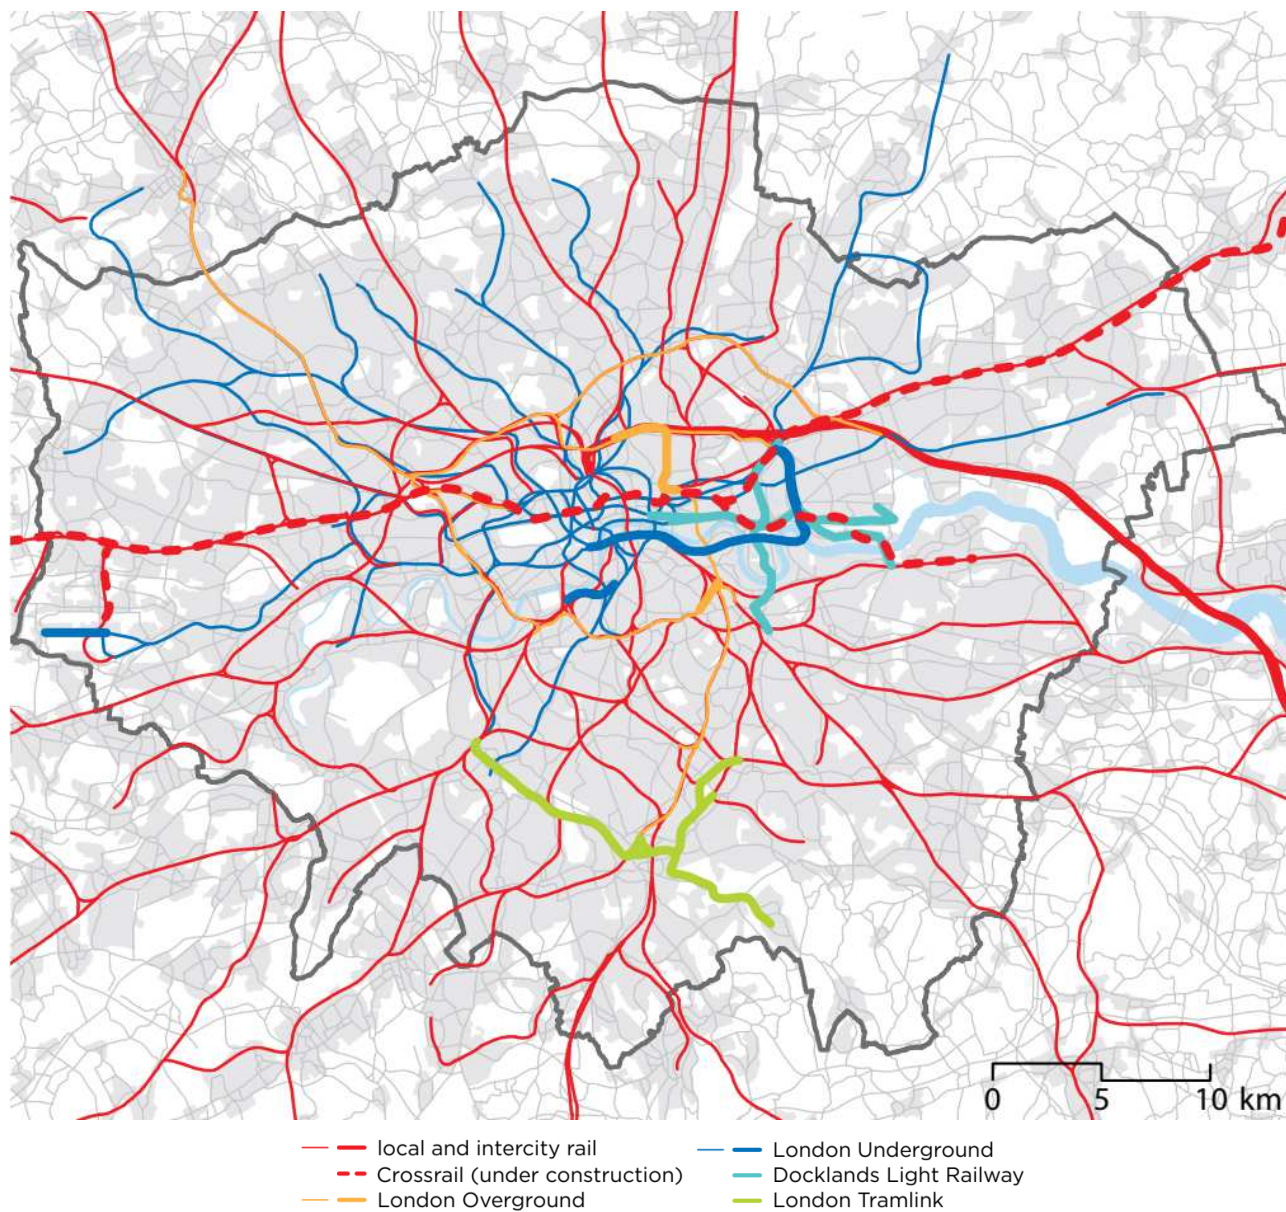 0 5 10 km
local and intercity rail
Crossrail (under construction)
London Overground
London Underground
Docklands Light Railway
London Tramlink